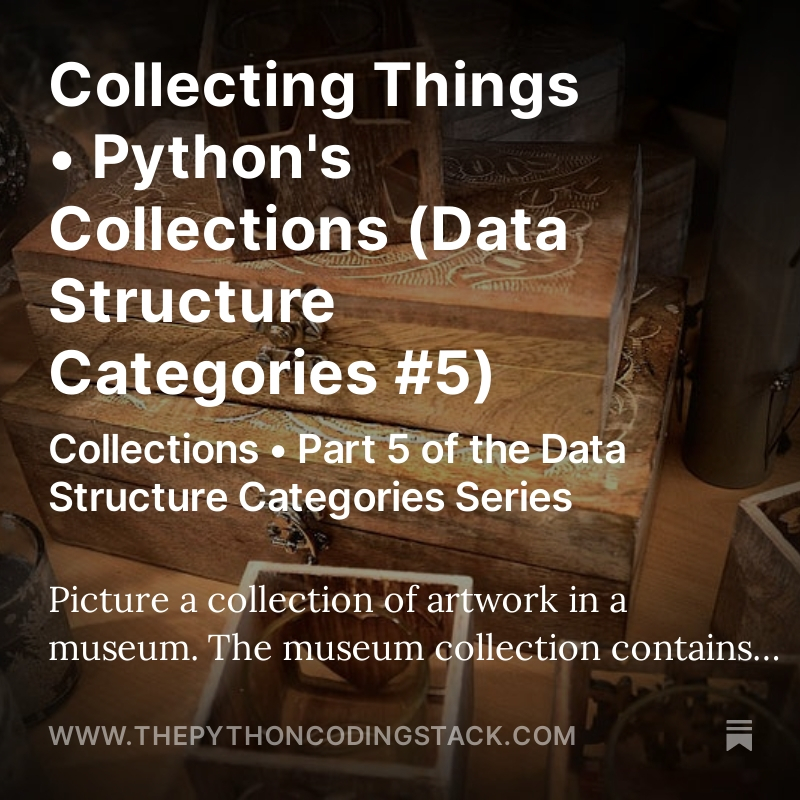 Collecting Things
• Python's
Collections (Data
Structure
Categories #5)
Collections • Part 5 of the Data
Structure Categories Series
Picture a collection of artwork in a
museum. The museum collection contains...
WWW.THEPYTHONCODINGSTACK.COM